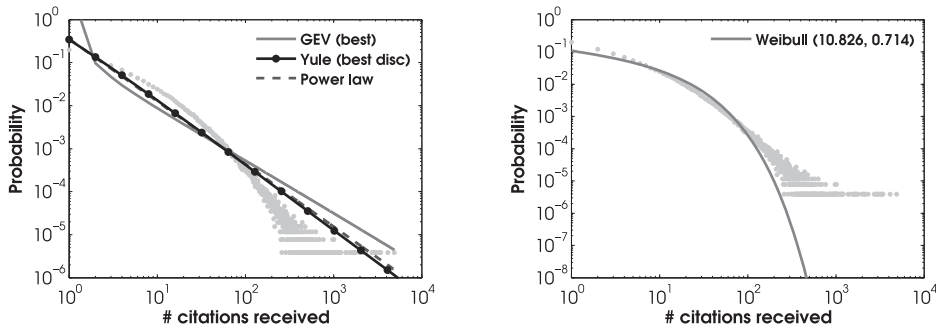 10^0
10^-1
10^-2
10^-3
10^-4
10^-5
10^-6
Probability
10^0 10^1 10^2 10^3 10^4
# citations received
GEV (best)
Yule (best disc)
Power law
10^0
10^-1
10^-2
10^-3
10^-4
10^-5
10^-6
10^-7
10^-8
Probability
10^0 10^1 10^2 10^3 10^4
# citations received
Weibull (10.826, 0.714)